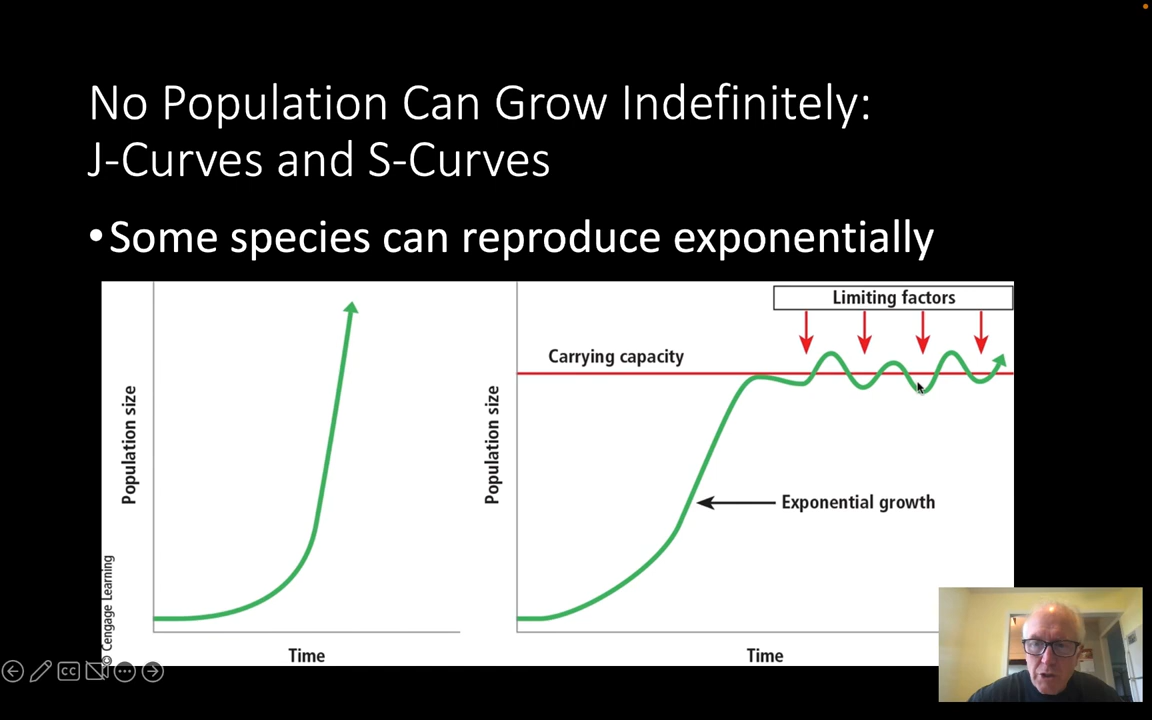 No Population Can Grow Indefinitely:
J-Curves and S-Curves
•Some species can reproduce exponentially
Population size
Time
© Cengage Learning
Population size
Carrying capacity
Limiting factors
Exponential growth
Time
CC